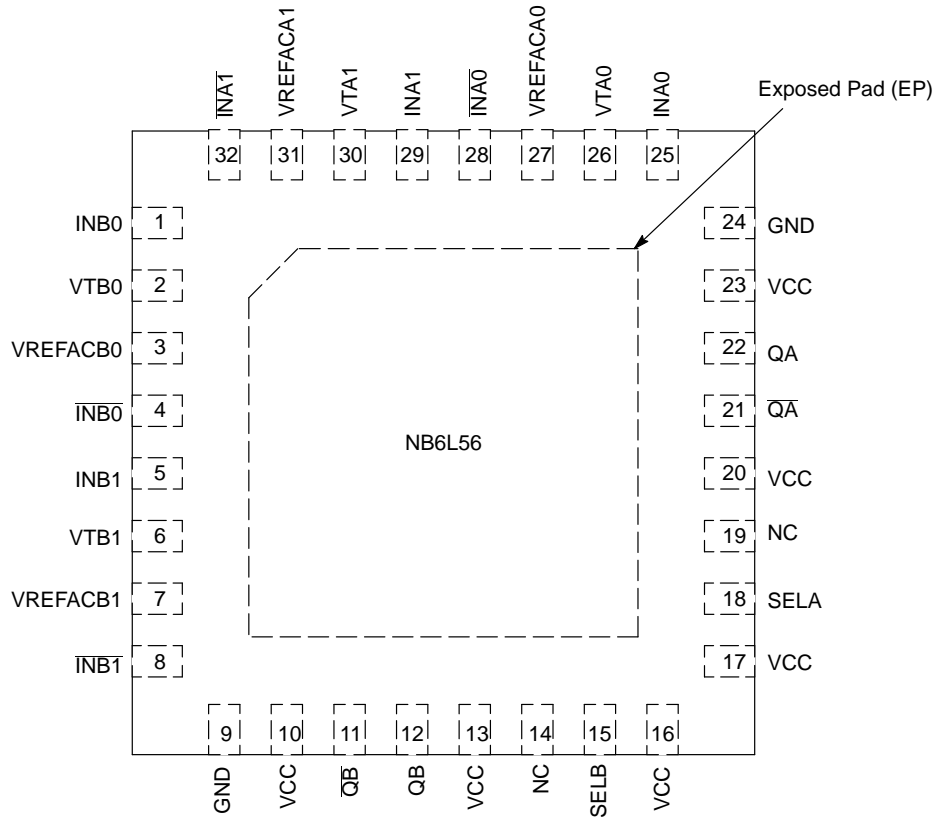 INA1
VREFACA1
VTA1
INA1
INA0
VREFACA0
VTA0
INA0
Exposed Pad (EP)
32 31 30 29 28 27 26 25
INB0 1
24 GND
VTB0 2
23 VCC
VREFACB0 3
22 QA
INB0 4
21 QA
NB6L56
INB1 5
20 VCC
VTB1 6
19 NC
VREFACB1 7
18 SELA
INB1 8
17 VCC
9 10 11 12 13 14 15 16
GND
VCC
QB
QB
VCC
NC
SELB
VCC